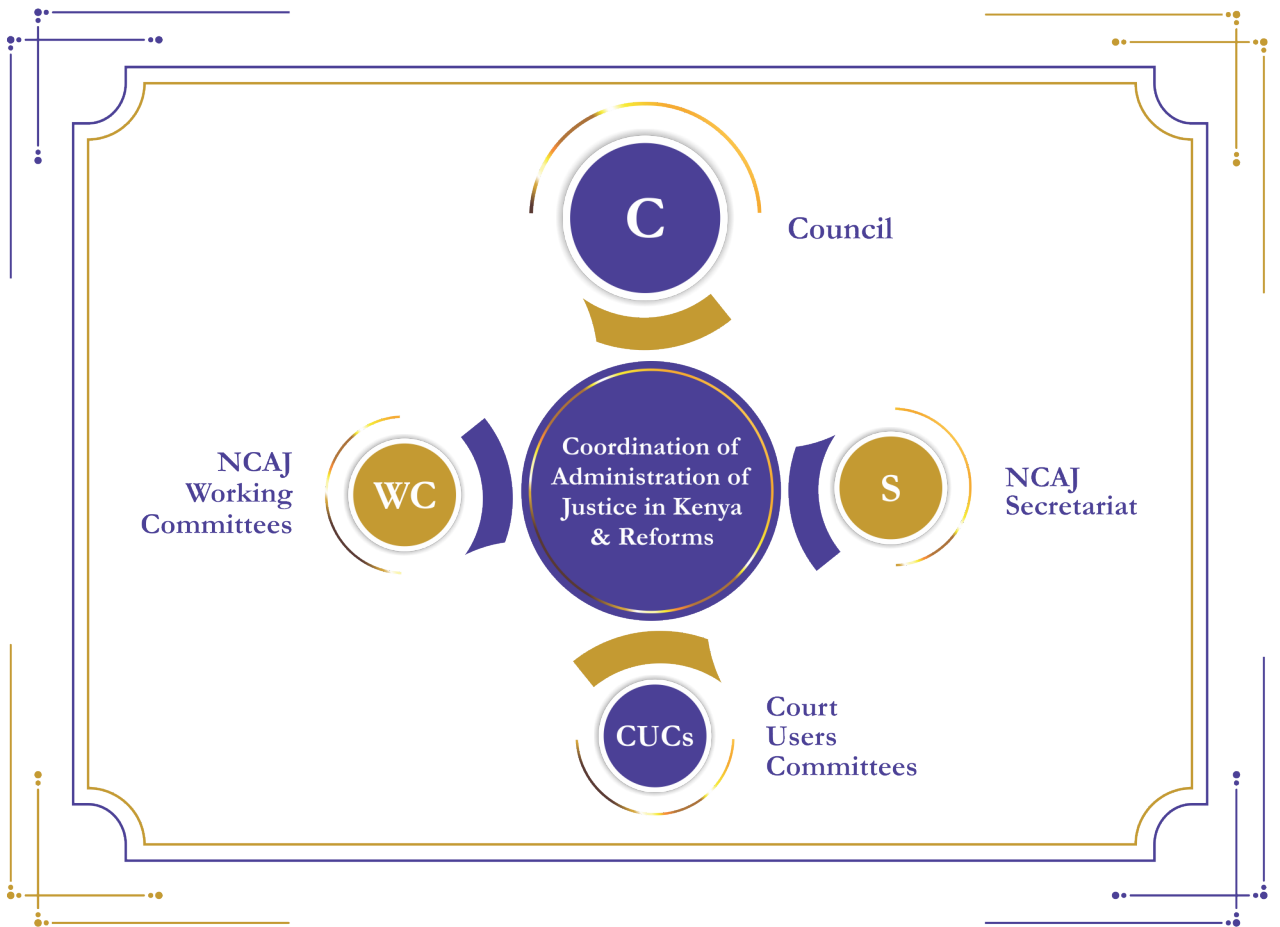 C
Council
Coordination of
Administration of
Justice in Kenya
& Reforms
NCAJ
Working
Committees
WC
S
NCAJ
Secretariat
CUCs
Court
Users
Committees